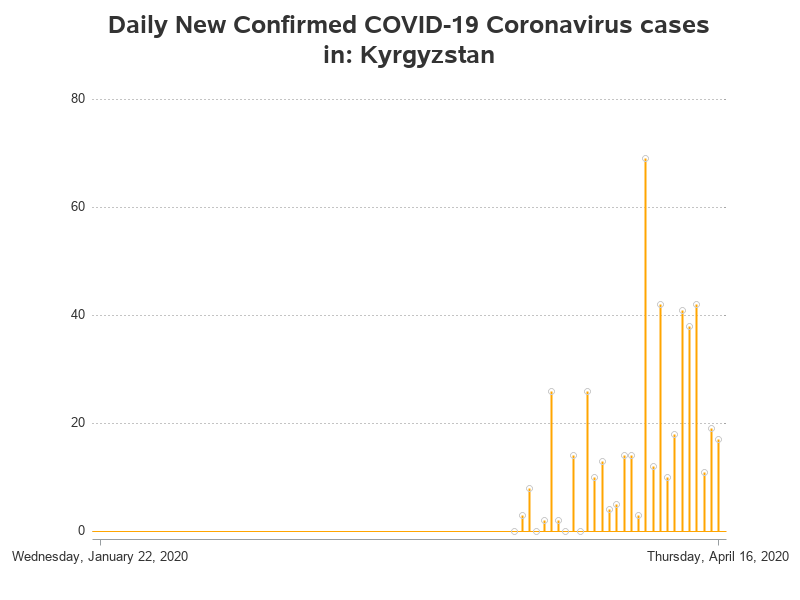 Daily New Confirmed COVID-19 Coronavirus cases
in: Kyrgyzstan
80
60
40
20
0
Wednesday, January 22, 2020
Thursday, April 16, 2020